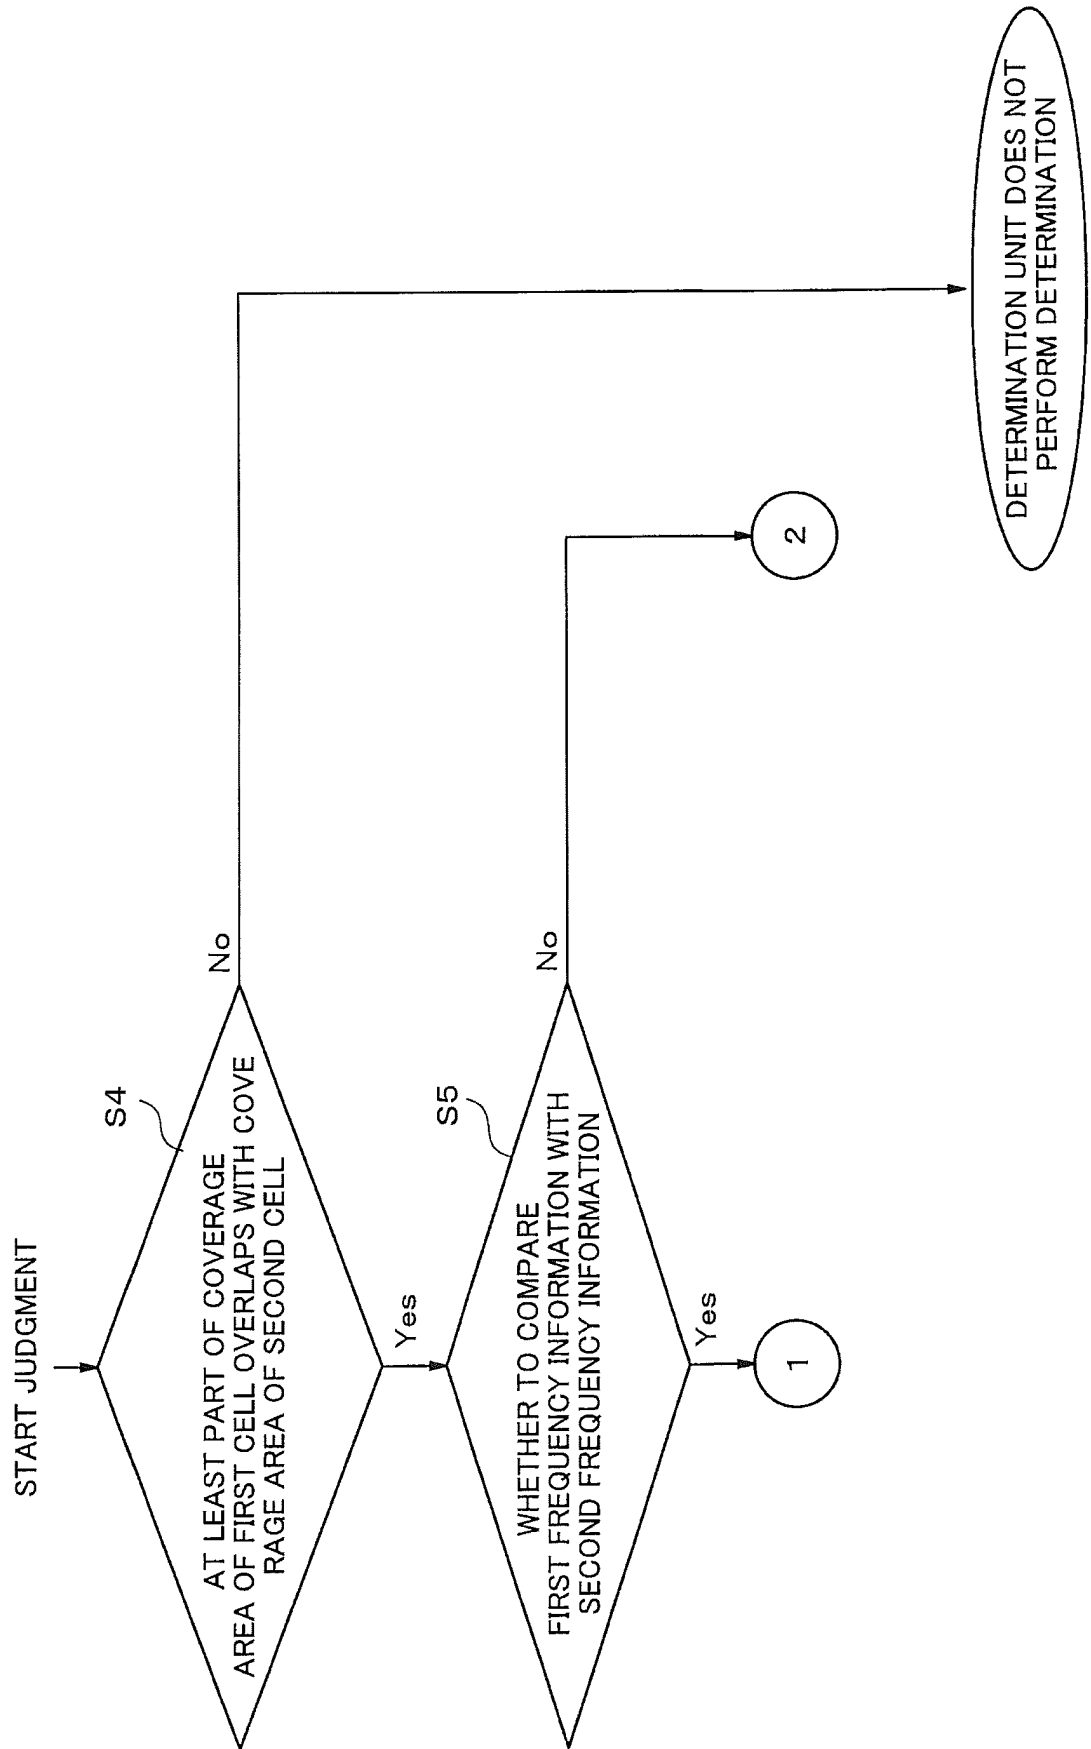 START JUDGMENT
S4
AT LEAST PART OF COVERAGE
AREA OF FIRST CELL OVERLAPS WITH COVE
RAGE AREA OF SECOND CELL
No
Yes
S5
WHETHER TO COMPARE
FIRST FREQUENCY INFORMATION WITH
SECOND FREQUENCY INFORMATION
No
Yes
1
2
DETERMINATION UNIT DOES NOT
PERFORM DETERMINATION